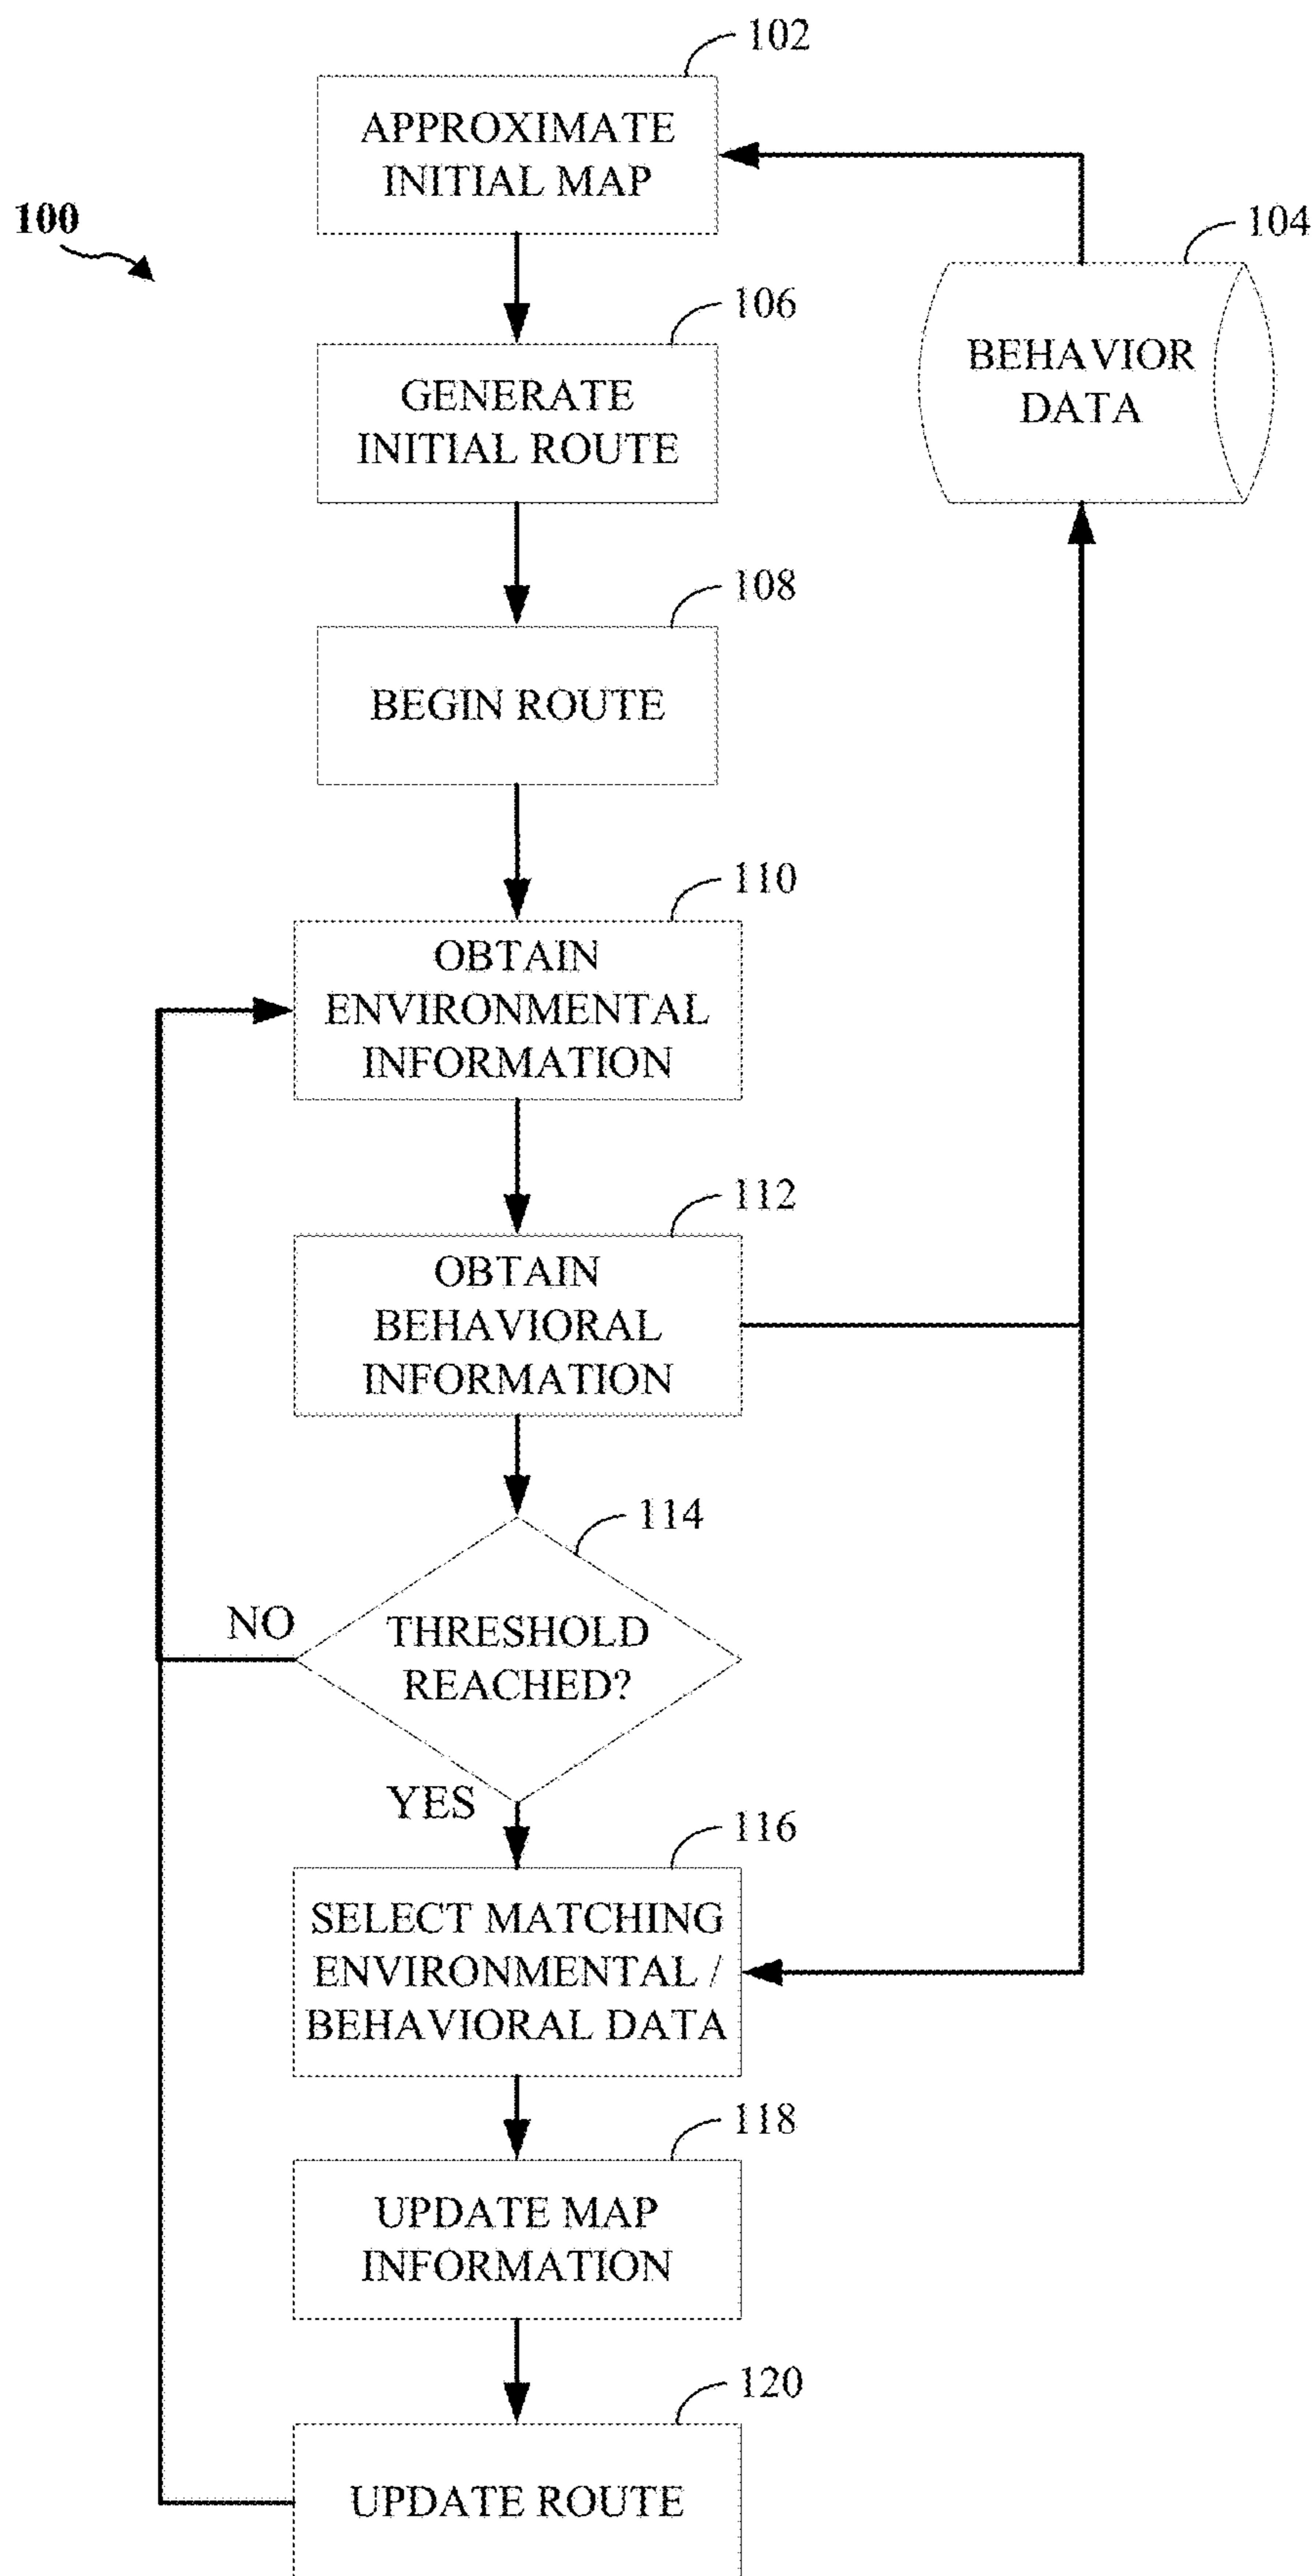 102
APPROXIMATE
INITIAL MAP
100
104
106
BEHAVIOR
DATA
GENERATE
INITIAL ROUTE
108
BEGIN ROUTE
110
OBTAIN
ENVIRONMENTAL
INFORMATION
112
OBTAIN
BEHAVIORAL
INFORMATION
114
NO
THRESHOLD
REACHED?
YES
116
SELECT MATCHING
ENVIRONMENTAL /
BEHAVIORAL DATA
118
UPDATE MAP
INFORMATION
120
UPDATE ROUTE